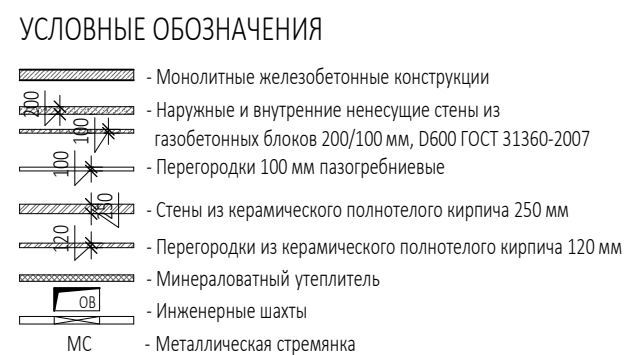 УСЛОВНЫЕ ОБОЗНАЧЕНИЯ
- Монолитные железобетонные конструкции
200 - Наружные и внутренние ненесущие стены из
100 газобетонных блоков 200/100 мм, D600 ГОСТ 31360-2007
100 - Перегородки 100 мм пазогребниевые
250 - Стены из керамического полнотелого кирпича 250 мм
120 - Перегородки из керамического полнотелого кирпича 120 мм
- Минераловатный утеплитель
ОВ
- Инженерные шахты
МС - Металлическая стремянка